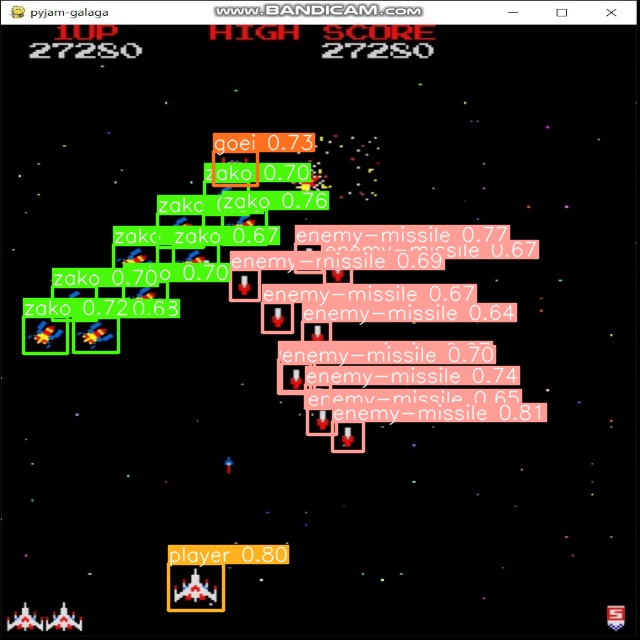 pyjam-galaga
www.BANDICAM.com
1UP HIGH SCORE
27280 27280
goei 0.73
zako 0.70
zako zako 0.76
zako zako 0.67
enemy-missile 0.77
enemy-missile 0.67
enemy-missile 0.69
zako 0.70 0.70
enemy-missile 0.67
zako 0.72 0.63
enemy-missile 0.64
enemy-missile 0.70
enemy-missile 0.74
enemy-missile 0.65
enemy-missile 0.81
player 0.80
5